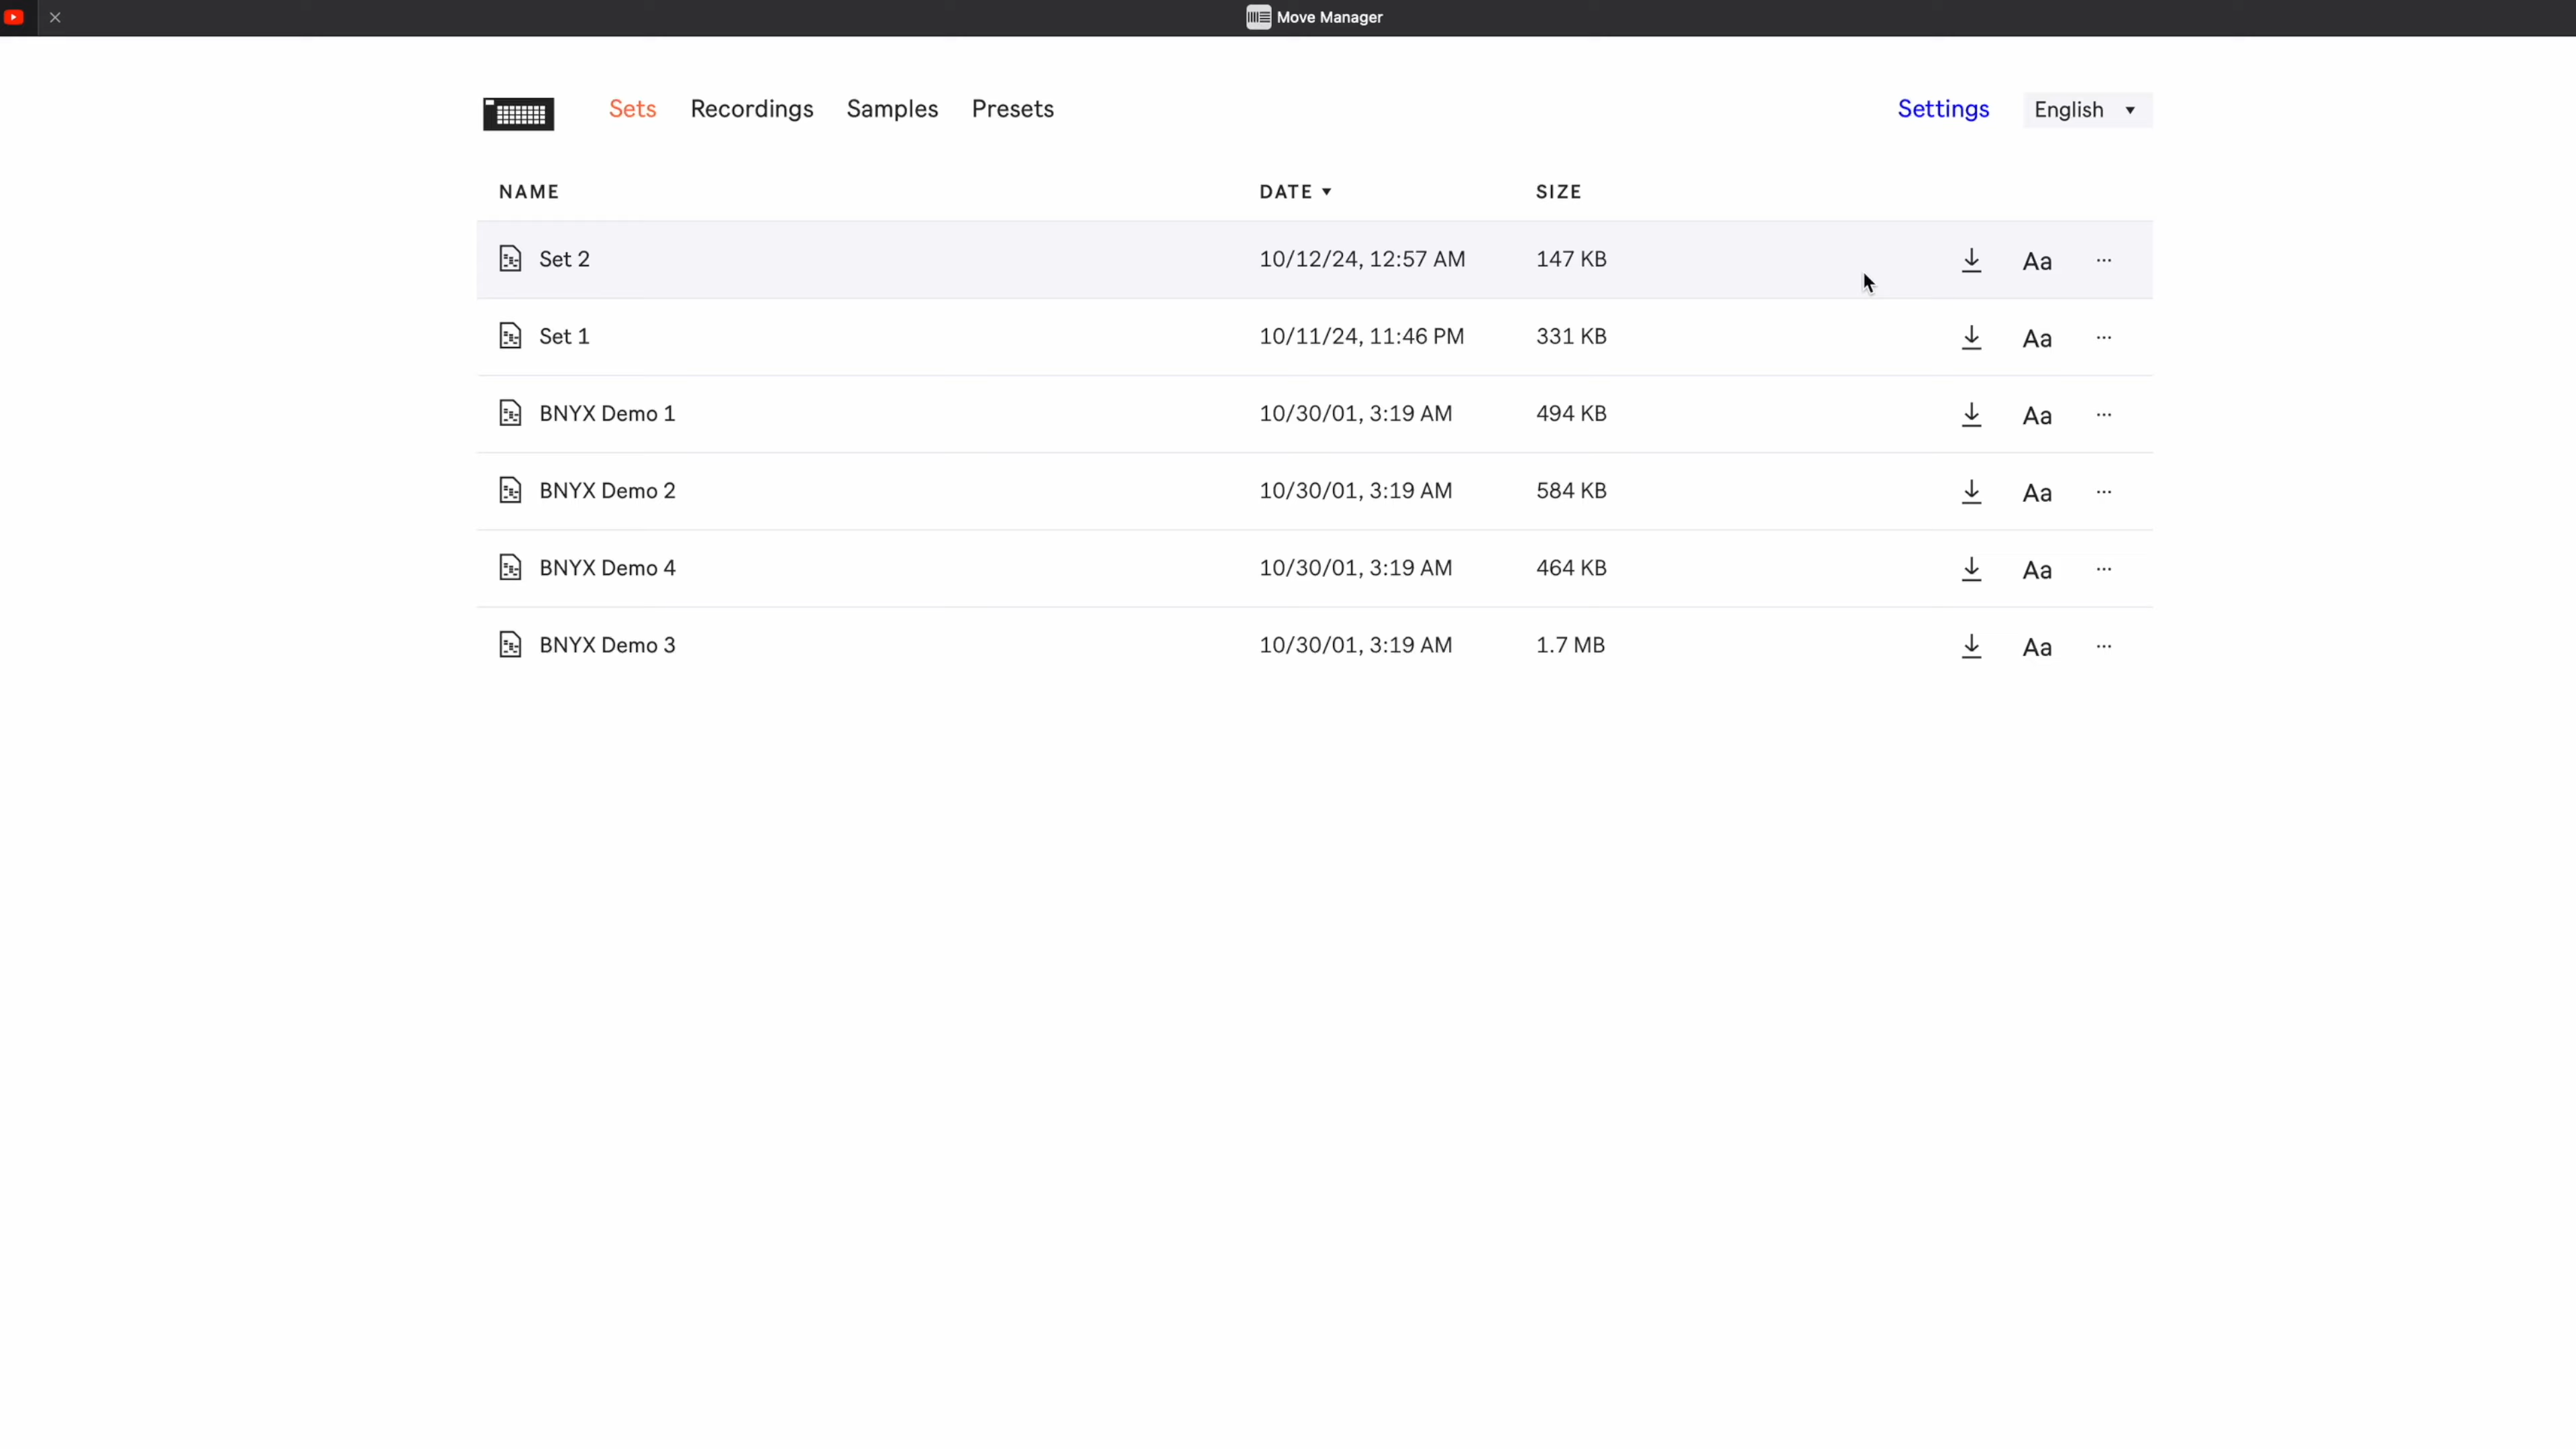 Move Manager
Sets Recordings Samples Presets Settings English
NAME DATE SIZE
Set 2 10/12/24, 12:57 AM 147 KB Aa ...
Set 1 10/11/24, 11:46 PM 331 KB Aa ...
BNYX Demo 1 10/30/01, 3:19 AM 494 KB Aa ...
BNYX Demo 2 10/30/01, 3:19 AM 584 KB Aa ...
BNYX Demo 4 10/30/01, 3:19 AM 464 KB Aa ...
BNYX Demo 3 10/30/01, 3:19 AM 1.7 MB Aa ...